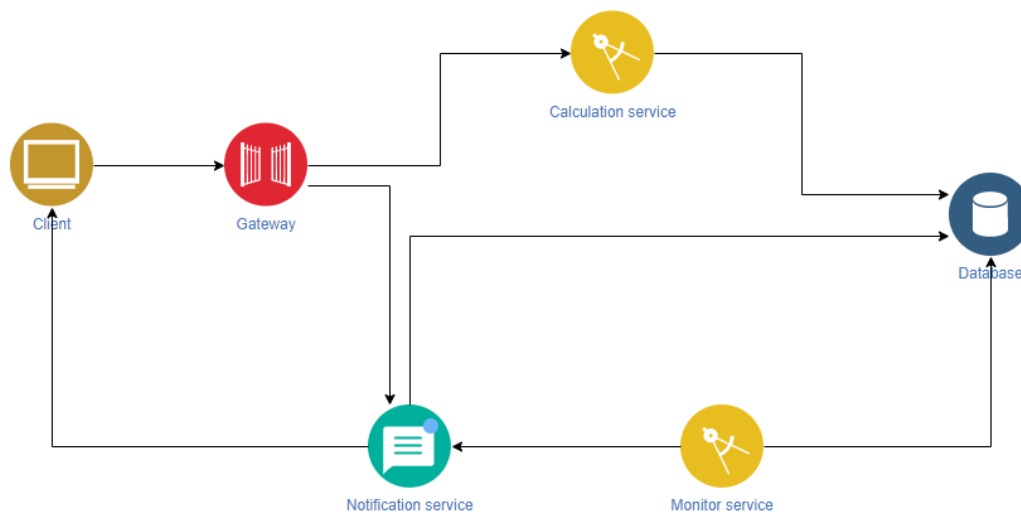 Calculation service
Client
Gateway
Database
Notification service
Monitor service